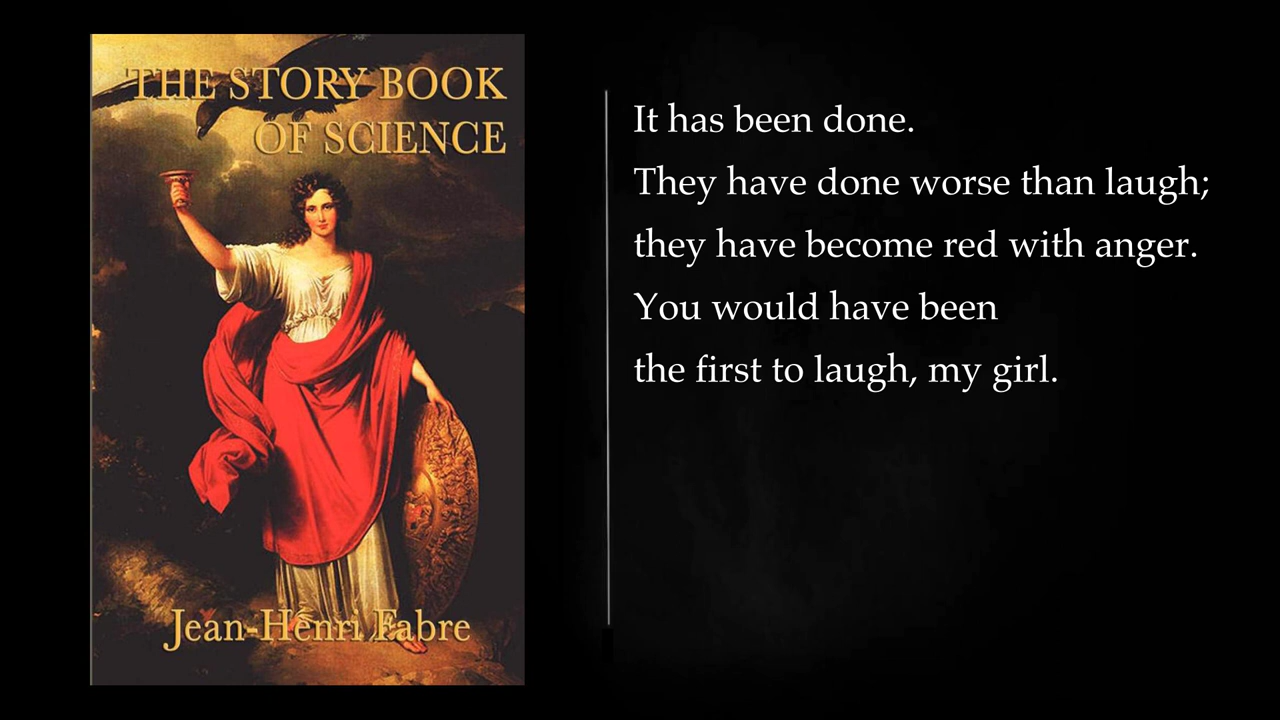 THE STORY BOOK
OF SCIENCE
Jean-Henri Fabre
It has been done.
They have done worse than laugh;
they have become red with anger.
You would have been
the first to laugh, my girl.